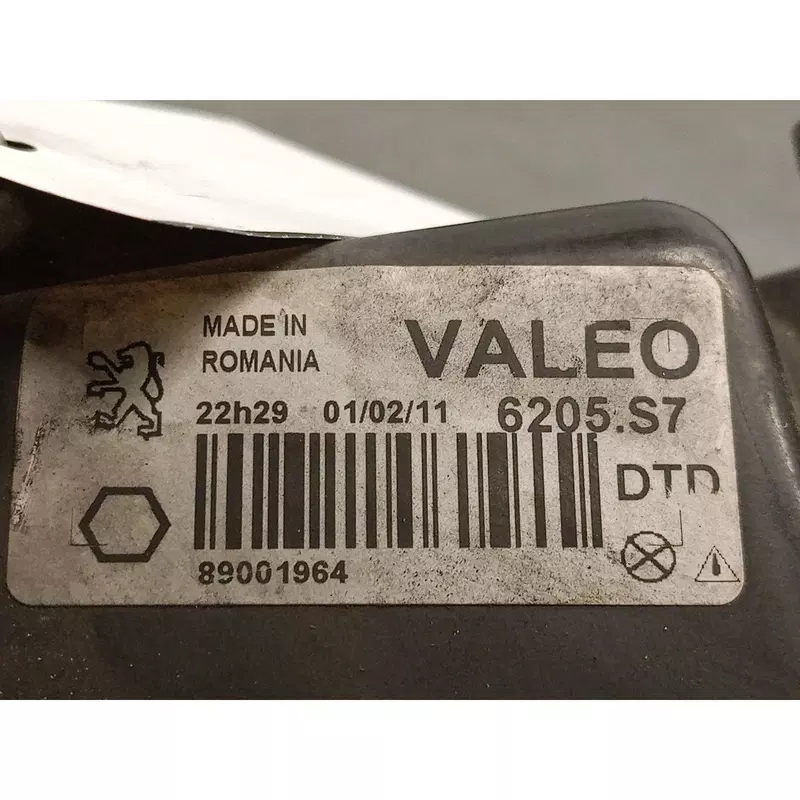 MADE IN
ROMANIA
VALEO
22h29 01/02/11 6205.S7
DTD
89001964